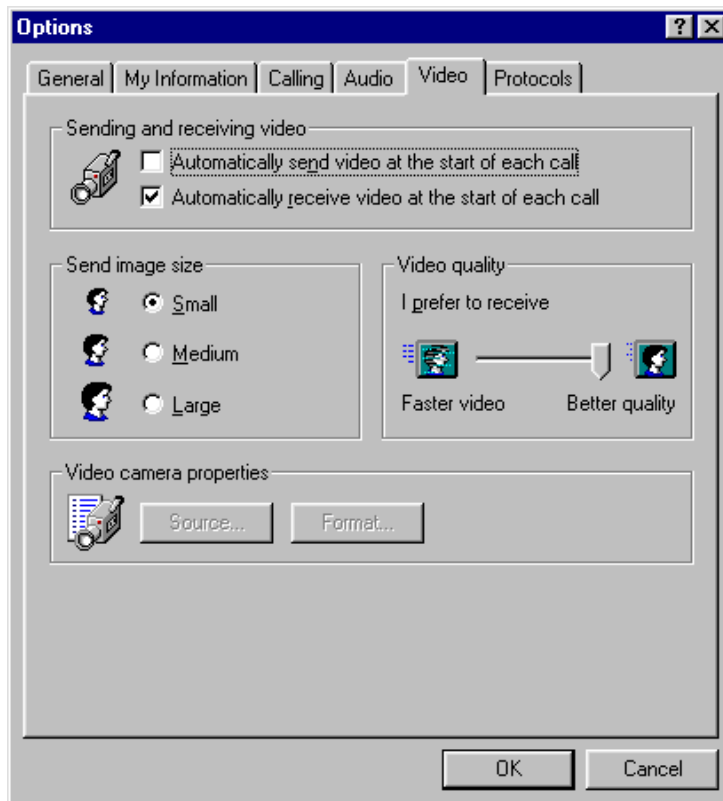 Options
General My Information Calling Audio Video Protocols
Sending and receiving video
Automatically send video at the start of each call
Automatically receive video at the start of each call
Send image size
Small
Medium
Large
Video quality
I prefer to receive
Faster video Better quality
Video camera properties
Source... Format...
OK Cancel